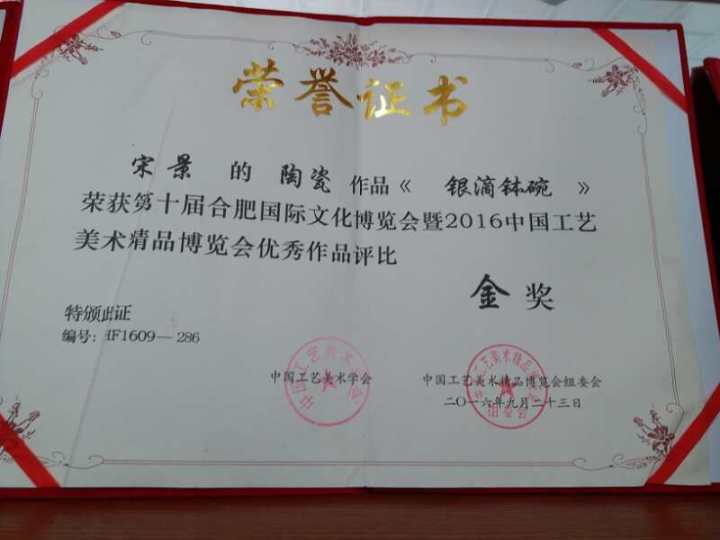 荣誉证书
宋景 的 陶瓷 作品《 银滴钵碗 》
荣获第十届合肥国际文化博览会暨2016中国工艺
美术精品博览会优秀作品评比
金 奖
特颁此证
编号: HF1609—286
中国工艺美术学会
中国工艺美术精品博览会组委会
二〇一六年九月二十三日